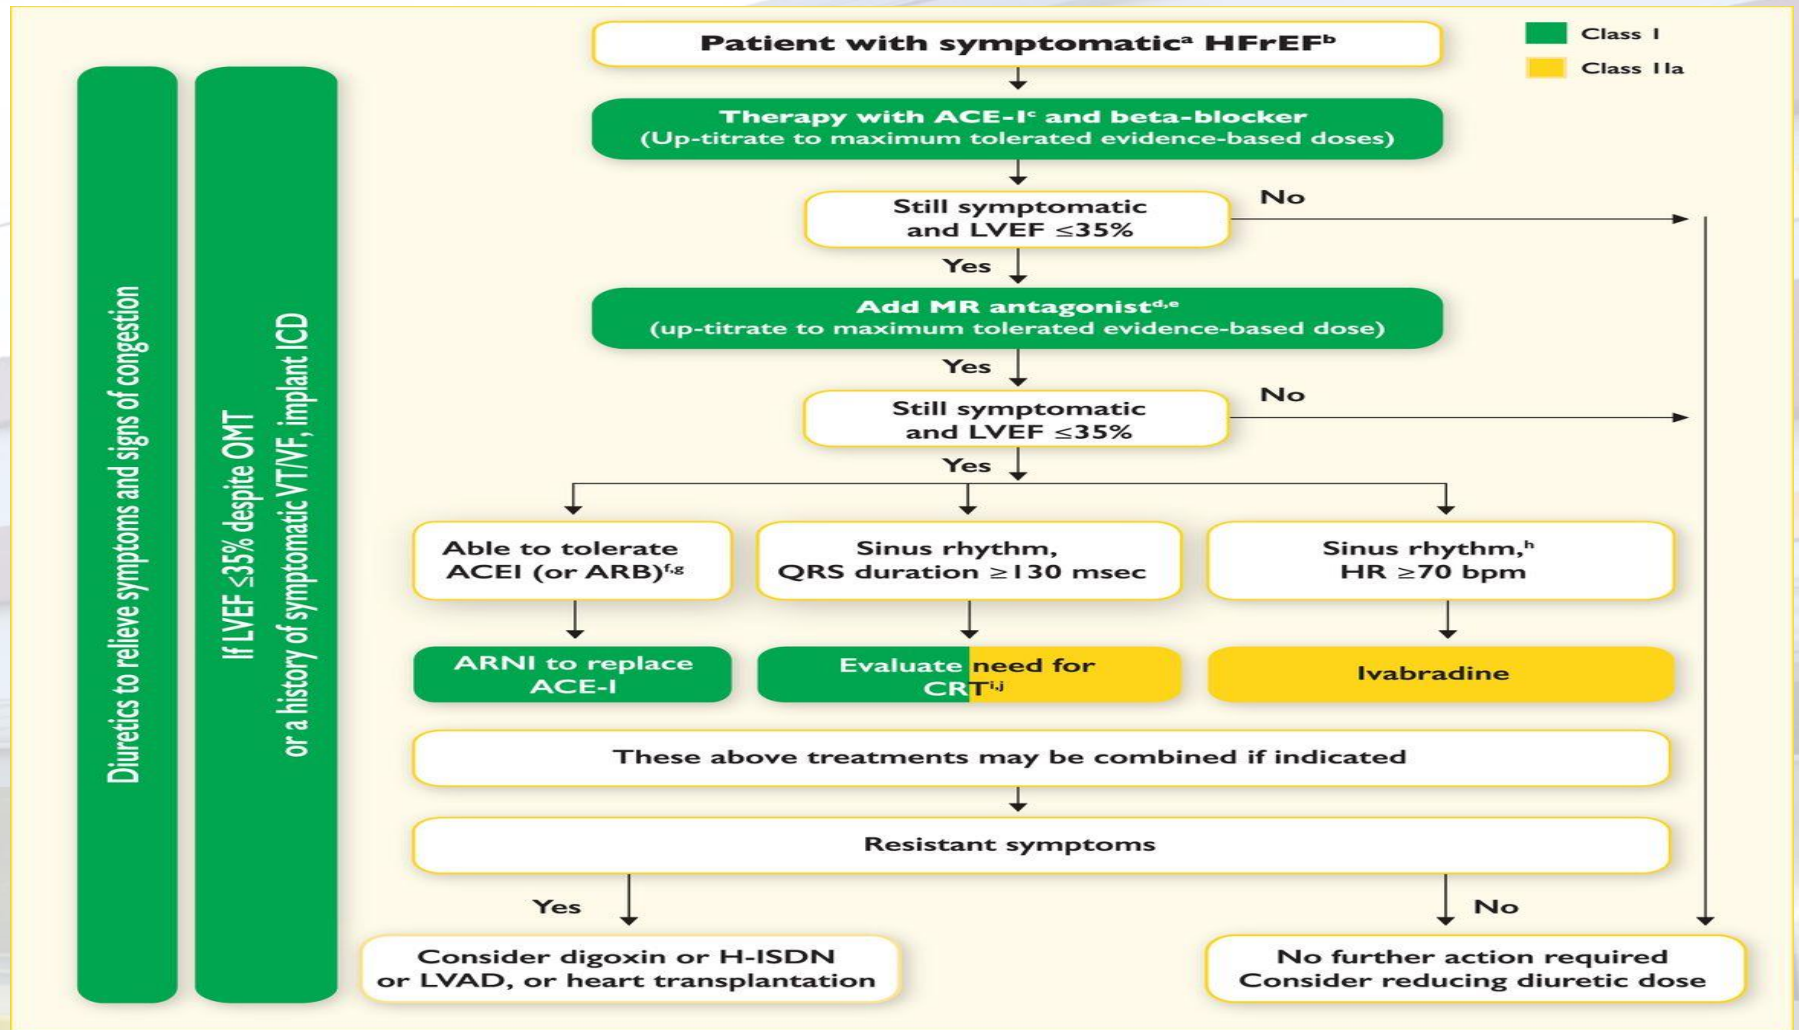 Patient with symptomaticᵃ HFrEFᵇ
Class I
Class IIa
Therapy with ACE-Iᶜ and beta-blocker
(Up-titrate to maximum tolerated evidence-based doses)
Still symptomatic
and LVEF ≤35%
No
Yes
Add MR antagonistᵈ,ᵉ
(up-titrate to maximum tolerated evidence-based dose)
Yes
Still symptomatic
and LVEF ≤35%
No
Yes
Able to tolerate
ACEI (or ARB)ᶠ,ᵍ
Sinus rhythm,
QRS duration ≥130 msec
Sinus rhythm,ʰ
HR ≥70 bpm
ARNI to replace
ACE-I
Evaluate need for
CRTⁱ,ʲ
Ivabradine
These above treatments may be combined if indicated
Resistant symptoms
Yes
No
Consider digoxin or H-ISDN
or LVAD, or heart transplantation
No further action required
Consider reducing diuretic dose
Diuretics to relieve symptoms and signs of congestion
If LVEF ≤35% despite OMT
or a history of symptomatic VT/VF, implant ICD